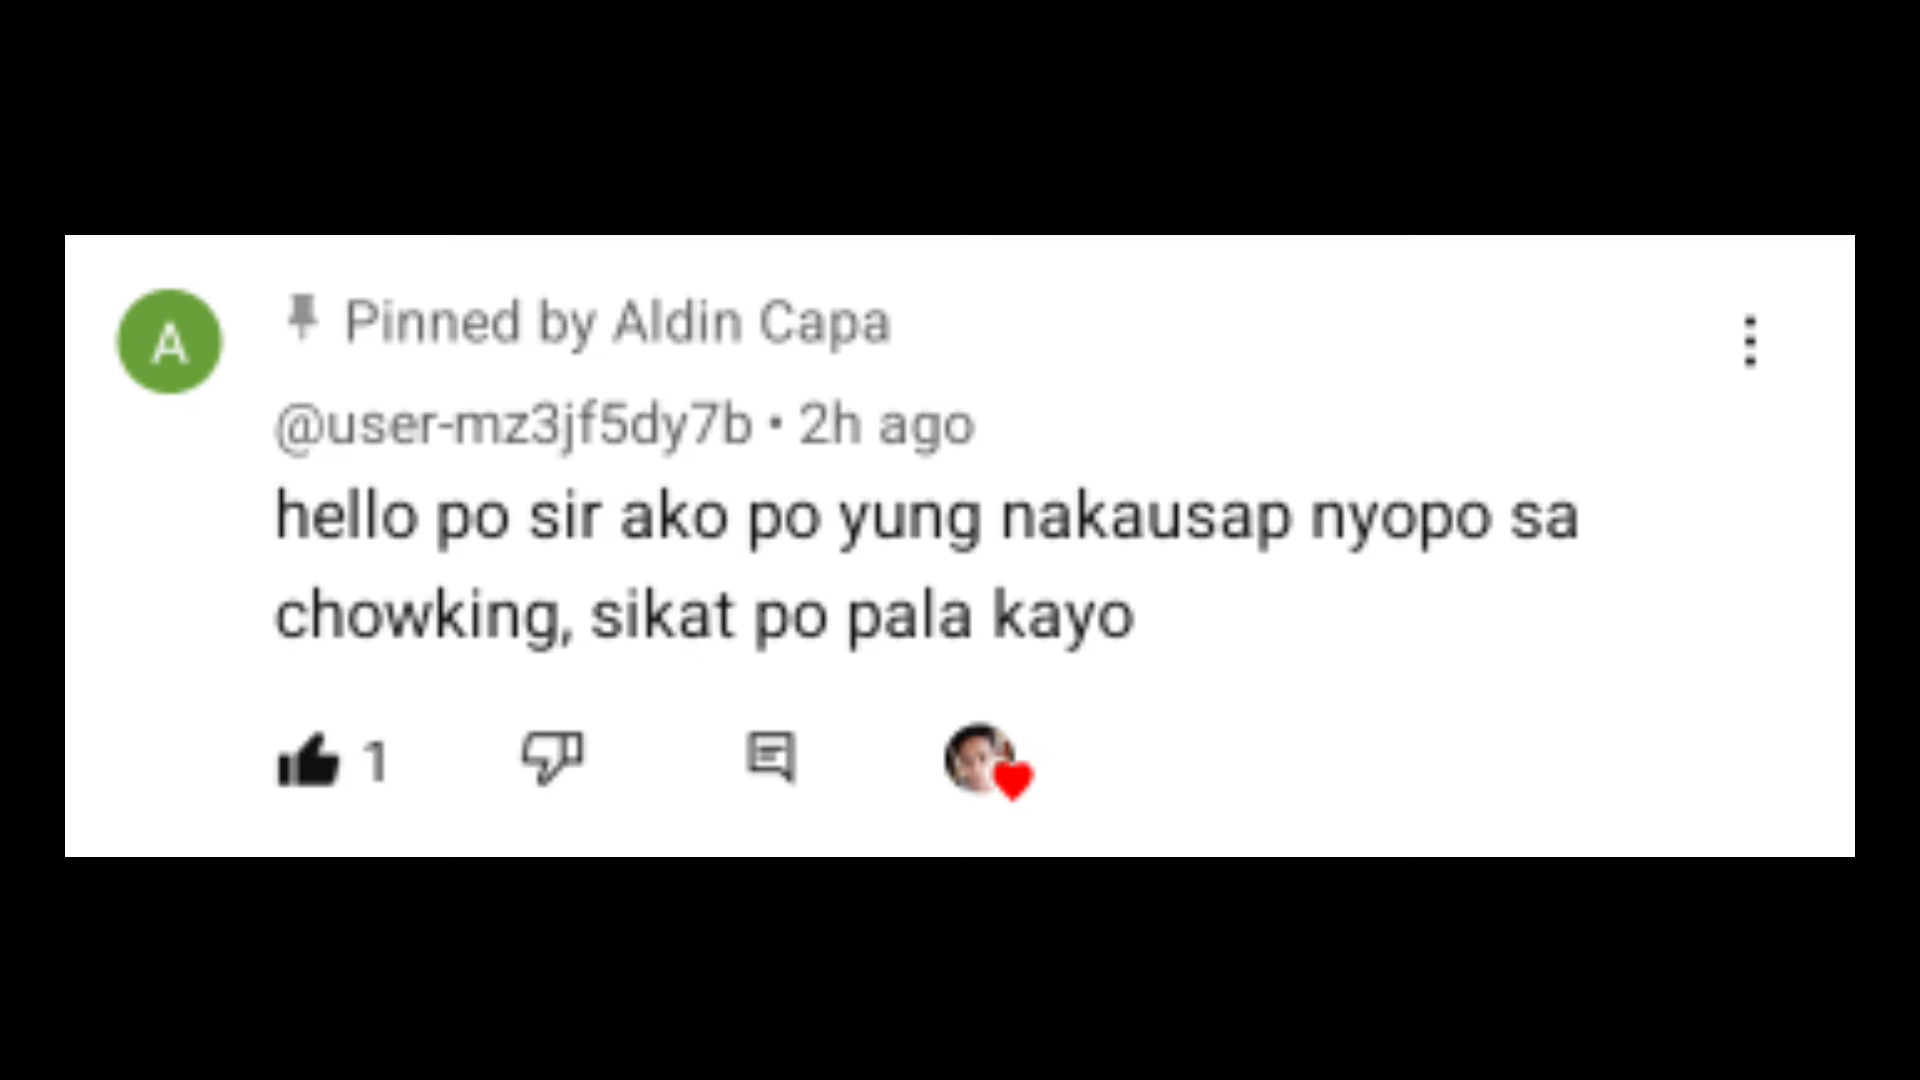 A
Pinned by Aldin Capa
@user-mz3jf5dy7b • 2h ago
hello po sir ako po yung nakausap nyopo sa
chowking, sikat po pala kayo
1